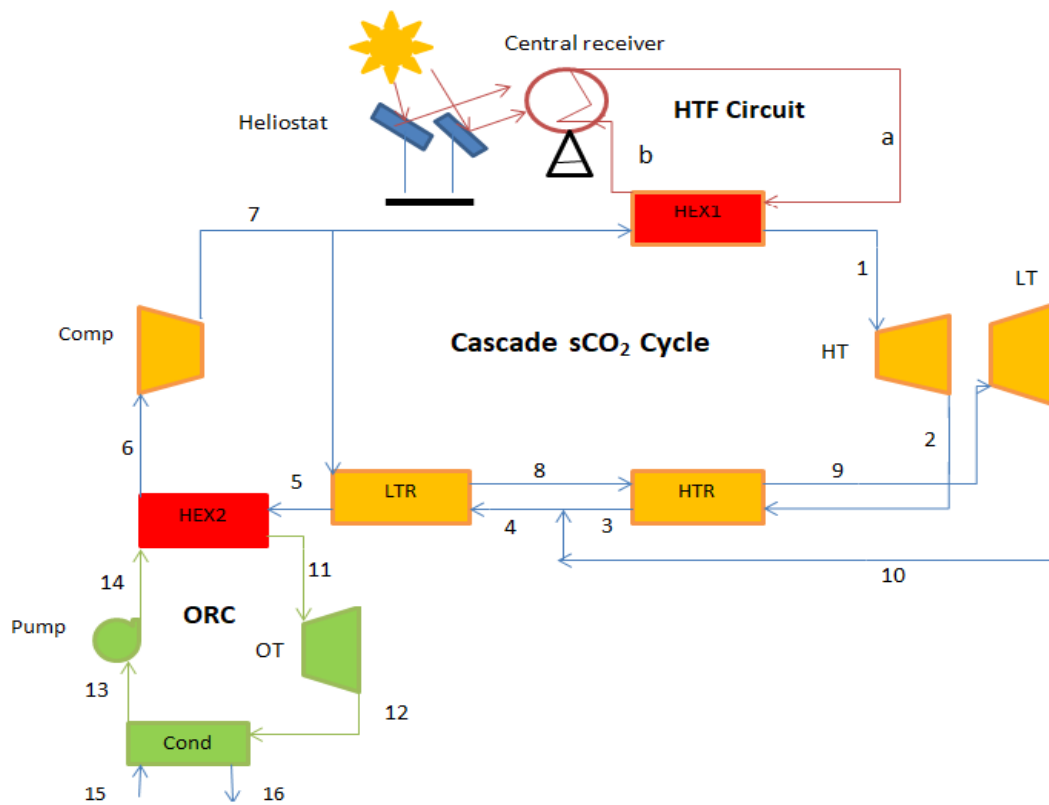 Central receiver
HTF Circuit
a
Heliostat
b
7
HEX1
1
LT
Comp
Cascade sCO₂ Cycle
HT
6
2
5
8
9
LTR
HTR
HEX2
4
3
11
10
14
ORC
Pump
OT
13
12
Cond
15
16